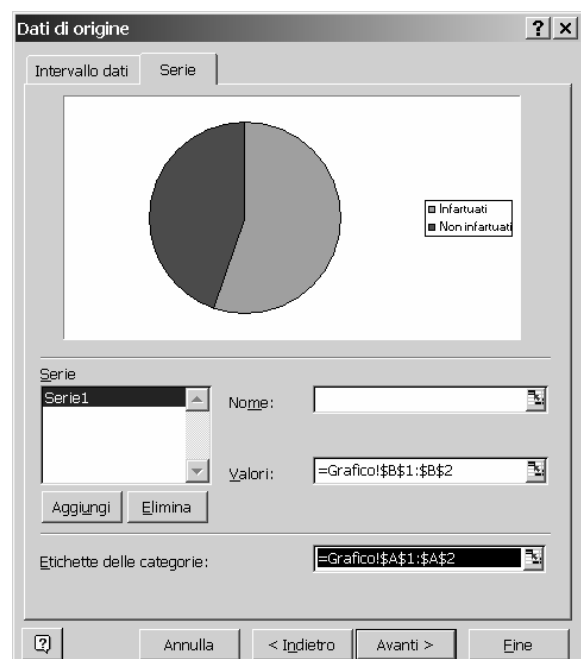 Dati di origine ? ×
Intervallo dati Serie
Infartuati
Non infartuati
Serie
Serie1
Nome:
Valori: =Grafico!$B$1:$B$2
Aggiungi Elimina
Etichette delle categorie: =Grafico!$A$1:$A$2
? Annulla < Indietro Avanti > Fine